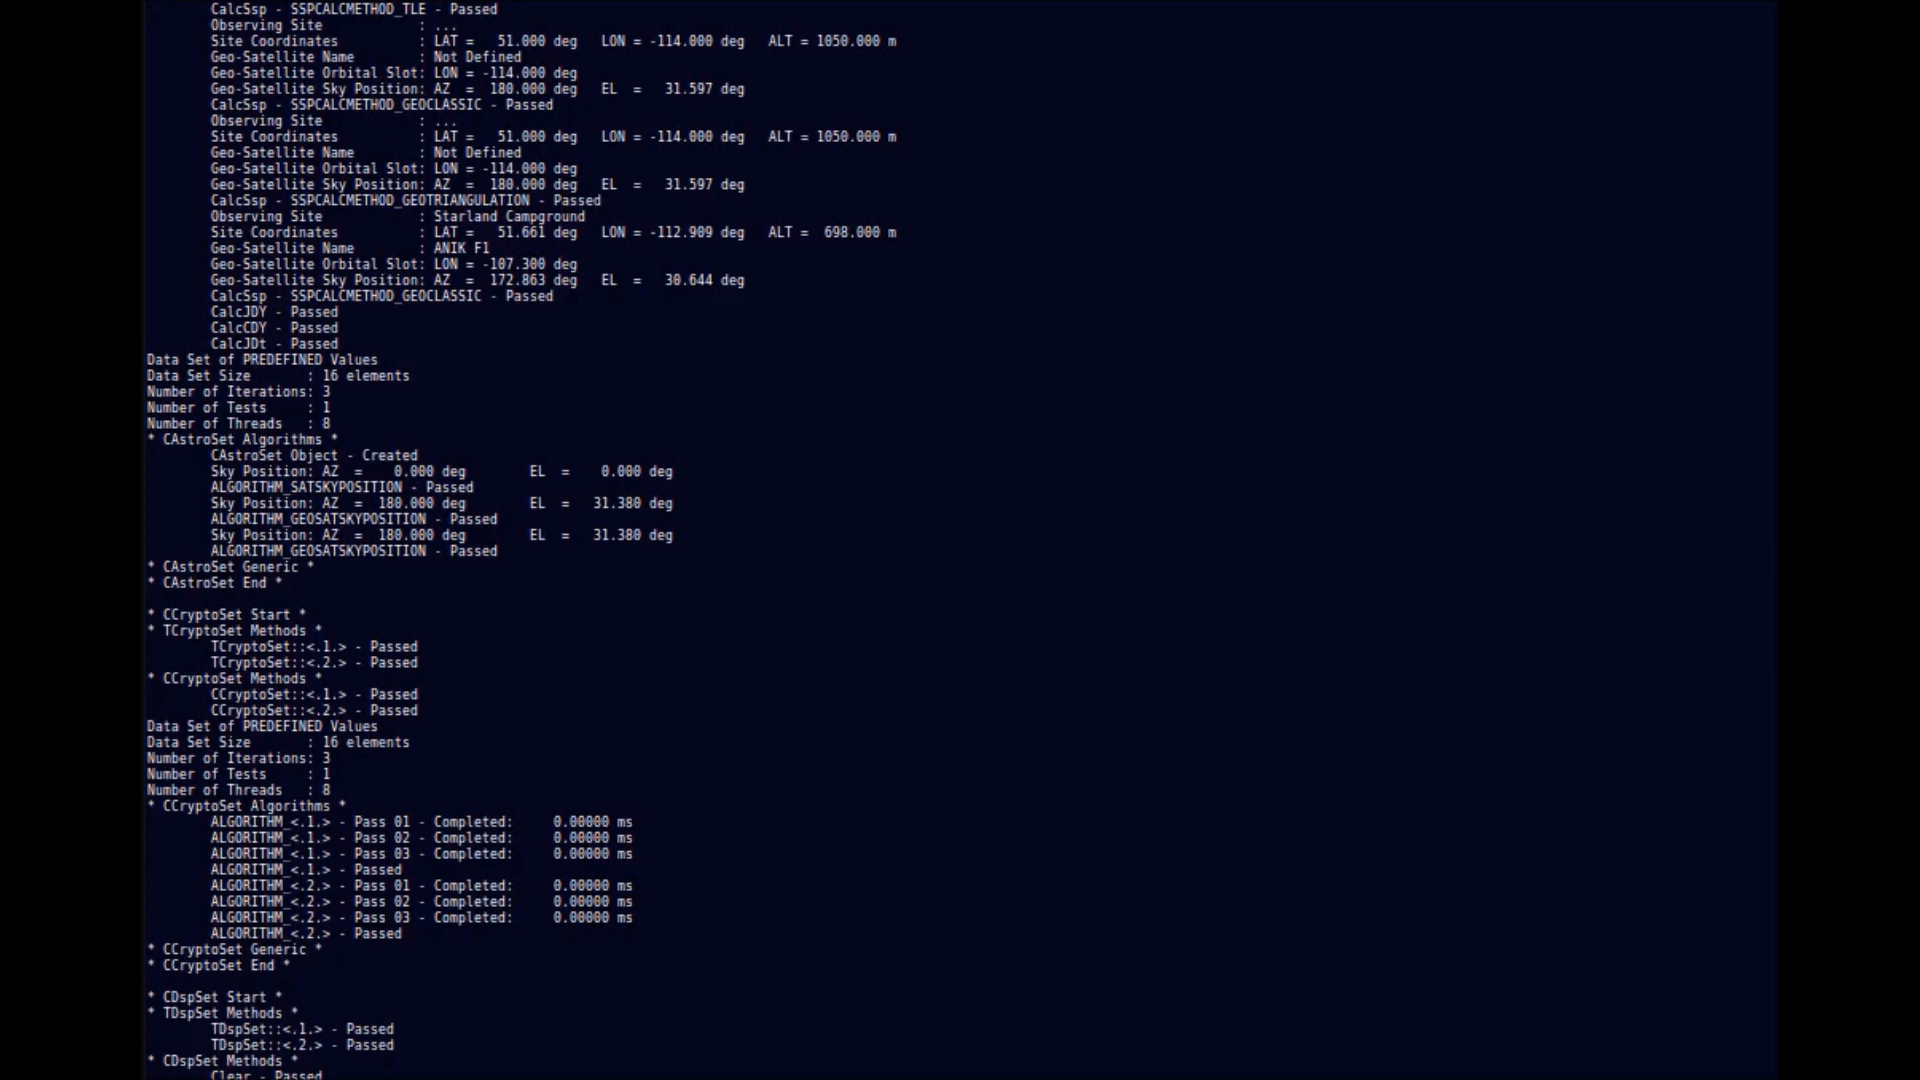 CalcSsp - SSPCALCMETHOD_TLE - Passed
Observing Site : ...
Site Coordinates : LAT = 51.000 deg LON = -114.000 deg ALT = 1050.000 m
Geo-Satellite Name : Not Defined
Geo-Satellite Orbital Slot: LON = -114.000 deg
Geo-Satellite Sky Position: AZ = 180.000 deg EL = 31.597 deg
CalcSsp - SSPCALCMETHOD_GEOCLASSIC - Passed
Observing Site : ...
Site Coordinates : LAT = 51.000 deg LON = -114.000 deg ALT = 1050.000 m
Geo-Satellite Name : Not Defined
Geo-Satellite Orbital Slot: LON = -114.000 deg
Geo-Satellite Sky Position: AZ = 180.000 deg EL = 31.597 deg
CalcSsp - SSPCALCMETHOD_GEOTRIANGULATION - Passed
Observing Site : Starland Campground
Site Coordinates : LAT = 51.661 deg LON = -112.909 deg ALT = 698.000 m
Geo-Satellite Name : ANIK F1
Geo-Satellite Orbital Slot: LON = -107.300 deg
Geo-Satellite Sky Position: AZ = 172.863 deg EL = 30.644 deg
CalcSsp - SSPCALCMETHOD_GEOCLASSIC - Passed
CalcJDY - Passed
CalcCDY - Passed
CalcJDt - Passed
Data Set of PREDEFINED Values
Data Set Size : 16 elements
Number of Iterations: 3
Number of Tests : 1
Number of Threads : 8
* CAstroSet Algorithms *
CAstroSet Object - Created
Sky Position: AZ = 0.000 deg EL = 0.000 deg
ALGORITHM_SATSKYPOSITION - Passed
Sky Position: AZ = 180.000 deg EL = 31.380 deg
ALGORITHM_GEOSATSKYPOSITION - Passed
Sky Position: AZ = 180.000 deg EL = 31.380 deg
ALGORITHM_GEOSATSKYPOSITION - Passed
* CAstroSet Generic *
* CAstroSet End *
* CCryptoSet Start *
* TCryptoSet Methods *
TCryptoSet::<.1.> - Passed
TCryptoSet::<.2.> - Passed
* CCryptoSet Methods *
CCryptoSet::<.1.> - Passed
CCryptoSet::<.2.> - Passed
Data Set of PREDEFINED Values
Data Set Size : 16 elements
Number of Iterations: 3
Number of Tests : 1
Number of Threads : 8
* CCryptoSet Algorithms *
ALGORITHM_<.1.> - Pass 01 - Completed: 0.00000 ms
ALGORITHM_<.1.> - Pass 02 - Completed: 0.00000 ms
ALGORITHM_<.1.> - Pass 03 - Completed: 0.00000 ms
ALGORITHM_<.1.> - Passed
ALGORITHM_<.2.> - Pass 01 - Completed: 0.00000 ms
ALGORITHM_<.2.> - Pass 02 - Completed: 0.00000 ms
ALGORITHM_<.2.> - Pass 03 - Completed: 0.00000 ms
ALGORITHM_<.2.> - Passed
* CCryptoSet Generic *
* CCryptoSet End *
* CDspSet Start *
* TDspSet Methods *
TDspSet::<.1.> - Passed
TDspSet::<.2.> - Passed
* CDspSet Methods *
Clear - Passed